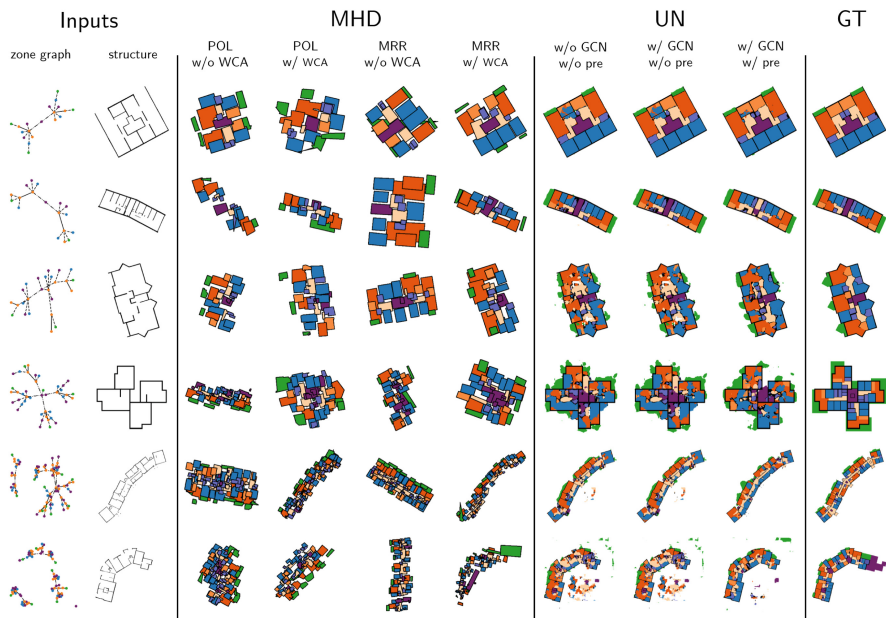 Inputs MHD UN GT
zone graph structure
POL w/o WCA
POL w/ WCA
MRR w/o WCA
MRR w/ WCA
w/o GCN w/o pre
w/ GCN w/o pre
w/ GCN w/ pre